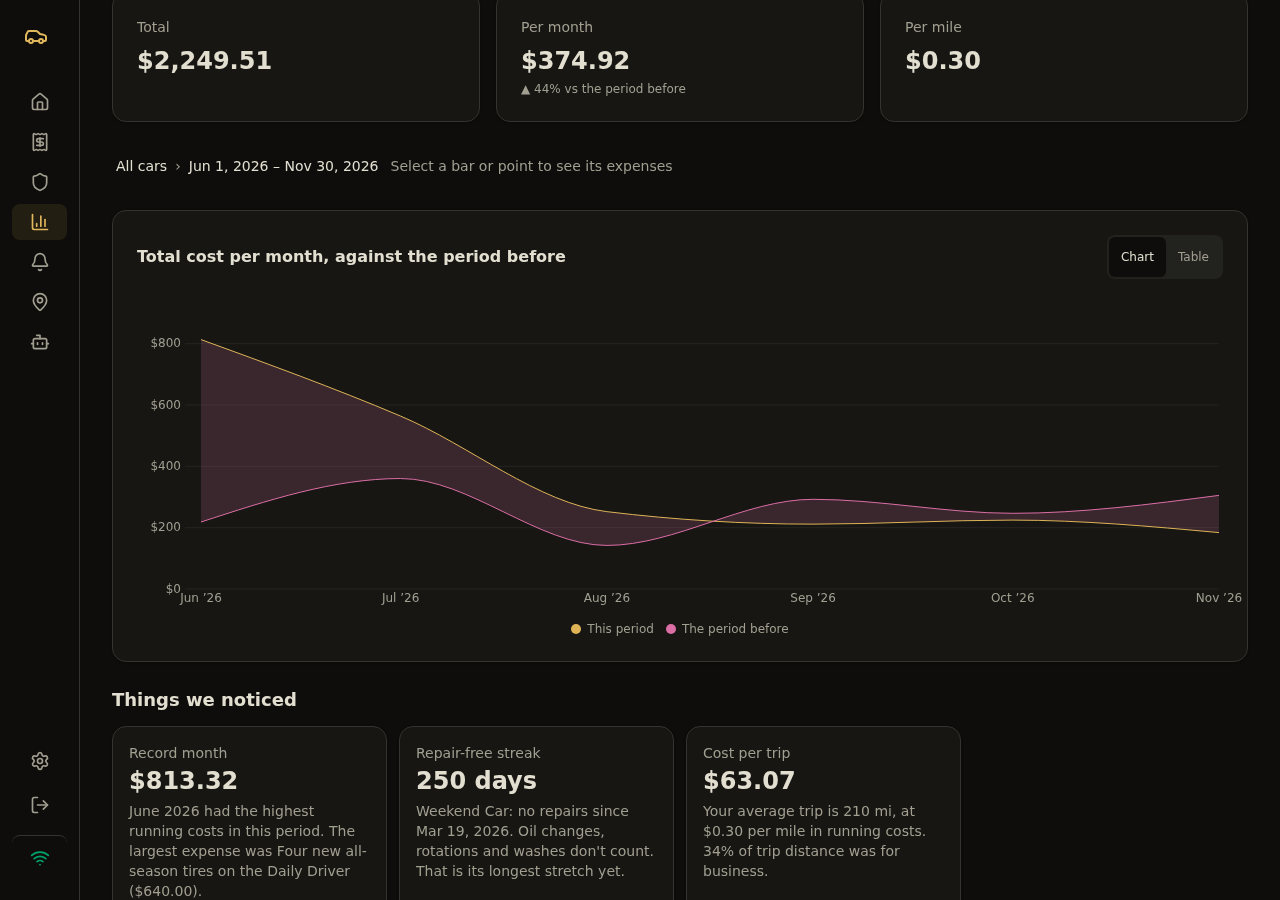 Total
$2,249.51
Per month
$374.92
▲ 44% vs the period before
Per mile
$0.30
All cars › Jun 1, 2026 – Nov 30, 2026 Select a bar or point to see its expenses
Total cost per month, against the period before
Chart Table
$800
$600
$400
$200
$0
Jun ’26 Jul ’26 Aug ’26 Sep ’26 Oct ’26 Nov ’26
This period The period before
Things we noticed
Record month
$813.32
June 2026 had the highest
running costs in this period. The
largest expense was Four new all-
season tires on the Daily Driver
($640.00).
Repair-free streak
250 days
Weekend Car: no repairs since
Mar 19, 2026. Oil changes,
rotations and washes don't count.
That is its longest stretch yet.
Cost per trip
$63.07
Your average trip is 210 mi, at
$0.30 per mile in running costs.
34% of trip distance was for
business.